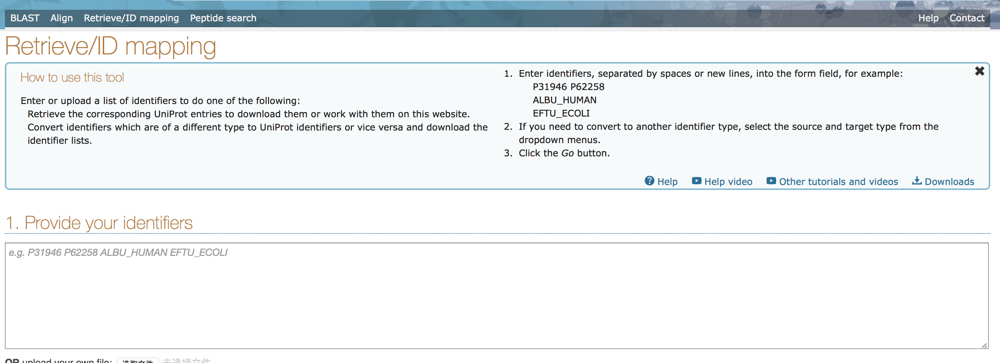 BLAST Align Retrieve/ID mapping Peptide search Help Contact
Retrieve/ID mapping
How to use this tool
Enter or upload a list of identifiers to do one of the following:
Retrieve the corresponding UniProt entries to download them or work with them on this website.
Convert identifiers which are of a different type to UniProt identifiers or vice versa and download the
identifier lists.
1. Enter identifiers, separated by spaces or new lines, into the form field, for example:
P31946 P62258
ALBU_HUMAN
EFTU_ECOLI
2. If you need to convert to another identifier type, select the source and target type from the
dropdown menus.
3. Click the Go button.
Help Help video Other tutorials and videos Downloads
1. Provide your identifiers
e.g. P31946 P62258 ALBU_HUMAN EFTU_ECOLI
OR upload your own file: 选取文件 未选择文件